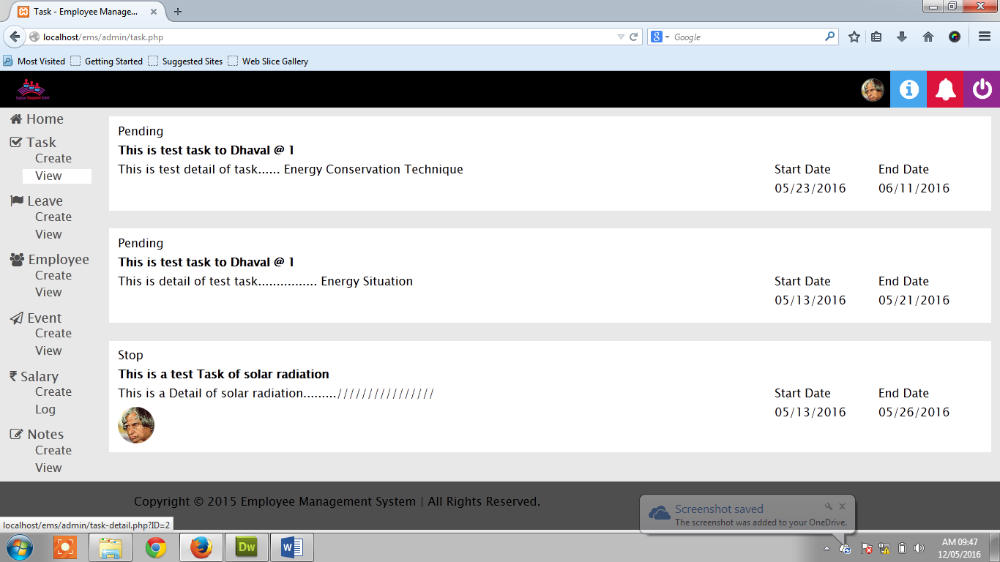 Task - Employee Manage...
localhost/ems/admin/task.php
Google
Most Visited
Getting Started
Suggested Sites
Web Slice Gallery
Employee Management System
Home
Task
Create
View
Leave
Create
View
Employee
Create
View
Event
Create
View
₹ Salary
Create
Log
Notes
Create
View
Pending
This is test task to Dhaval @ 1
This is test detail of task...... Energy Conservation Technique
Start Date
End Date
05/23/2016
06/11/2016
Pending
This is test task to Dhaval @ 1
This is detail of test task................ Energy Situation
Start Date
End Date
05/13/2016
05/21/2016
Stop
This is a test Task of solar radiation
This is a Detail of solar radiation.........////////////////
Start Date
End Date
05/13/2016
05/26/2016
Copyright © 2015 Employee Management System | All Rights Reserved.
Screenshot saved
The screenshot was added to your OneDrive.
localhost/ems/admin/task-detail.php?ID=2
Dw
W
AM 09:47
12/05/2016